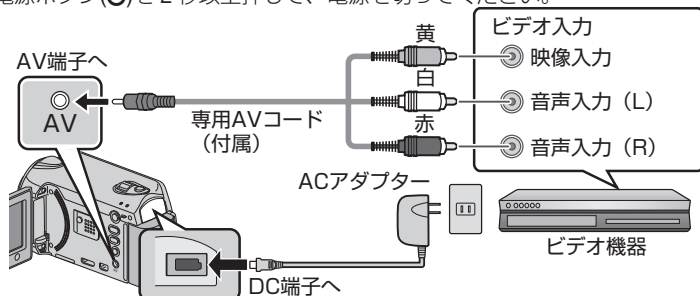 電源ボタン(⏻)を2秒以上押して、電源を切ってください。
AV端子へ
AV
専用AVコード
（付属）
黄
白
赤
ビデオ入力
映像入力
音声入力（L）
音声入力（R）
ACアダプター
DC端子へ
ビデオ機器